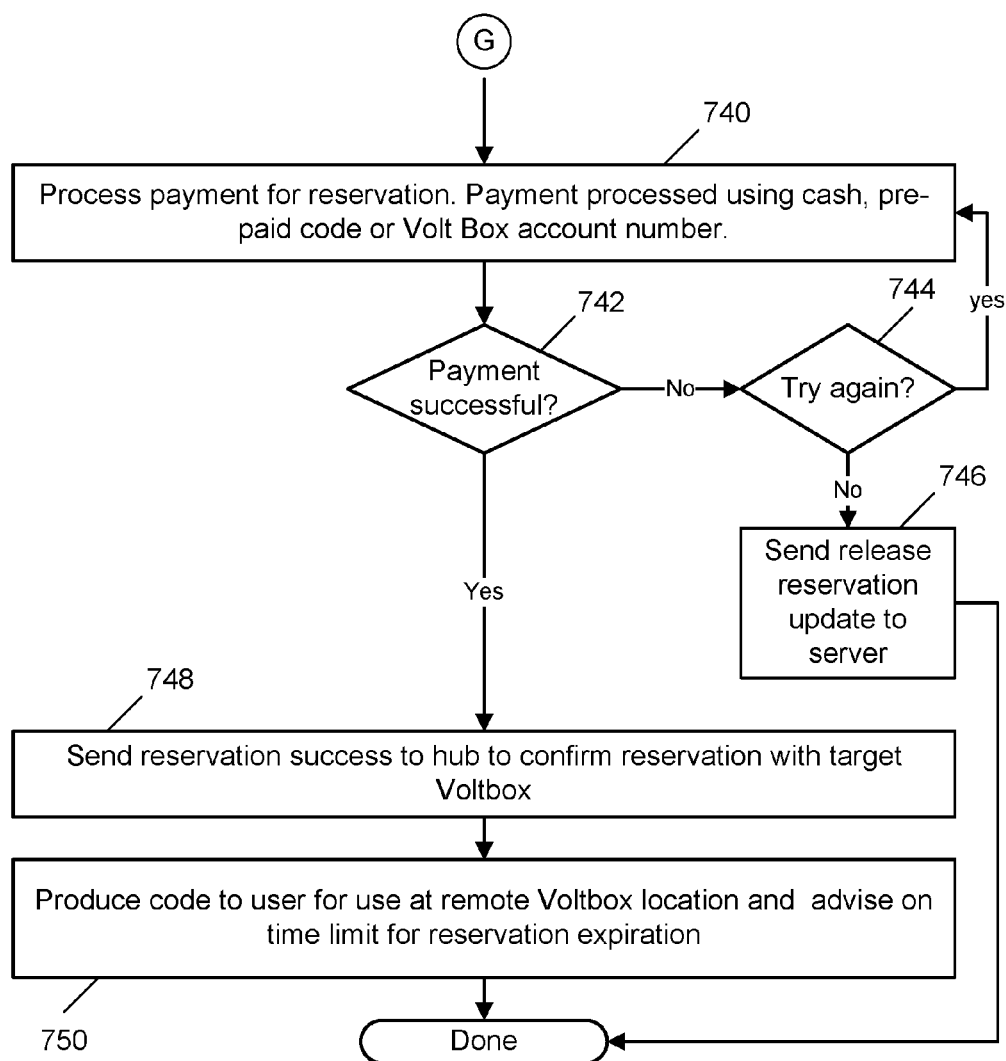 G
740
Process payment for reservation. Payment processed using cash, pre-
paid code or Volt Box account number.
742
744
yes
Payment
successful?
No
Try again?
No
746
Send release
reservation
update to
server
Yes
748
Send reservation success to hub to confirm reservation with target
Voltbox
Produce code to user for use at remote Voltbox location and advise on
time limit for reservation expiration
750
Done